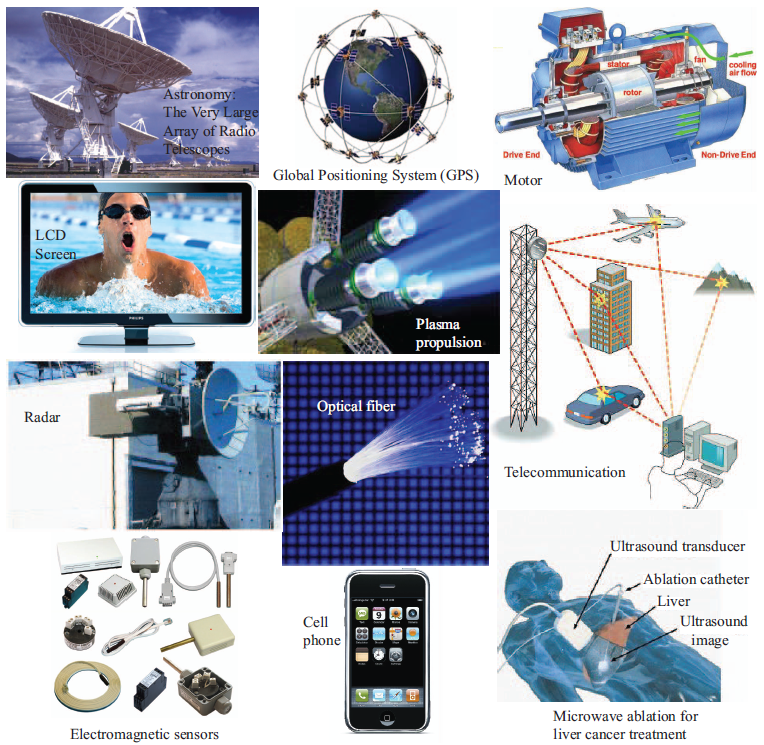 Astronomy:
The Very Large
Array of Radio
Telescopes
Global Positioning System (GPS)
stator
rotor
fan
cooling
air flow
Drive End
Non-Drive End
Motor
LCD
Screen
PHILIPS
Plasma
propulsion
Radar
Optical fiber
Telecommunication
Electromagnetic sensors
Cell
phone
Ultrasound transducer
Ablation catheter
Liver
Ultrasound
image
Microwave ablation for
liver cancer treatment